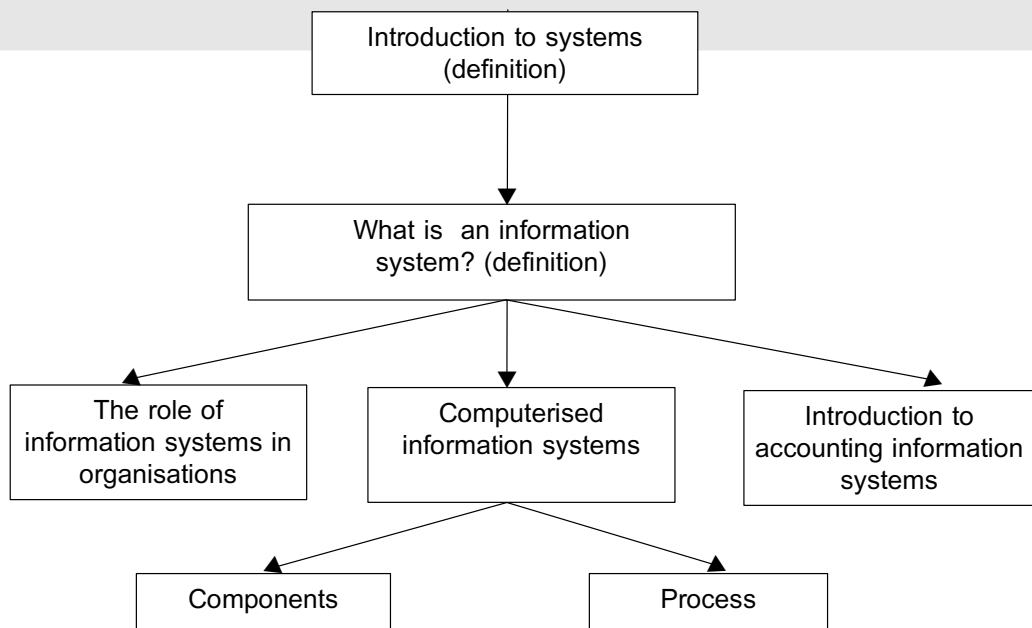 Introduction to systems
(definition)
What is an information
system? (definition)
The role of
information systems in
organisations
Computerised
information systems
Introduction to
accounting information
systems
Components
Process